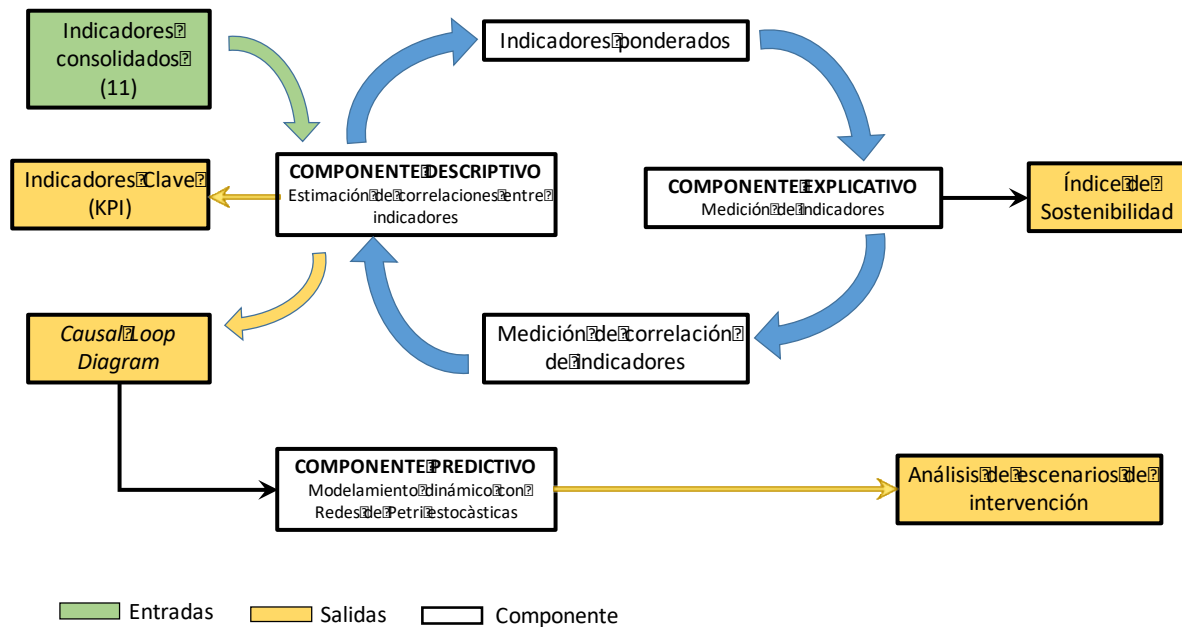 Indicadores
consolidados
(11)
Indicadores ponderados
COMPONENTE DESCRIPTIVO
Estimación de correlaciones entre
indicadores
Indicadores Clave
(KPI)
COMPONENTE EXPLICATIVO
Medición de Indicadores
Índice de
Sostenibilidad
Causal Loop
Diagram
Medición de correlación
de Indicadores
COMPONENTE PREDICTIVO
Modelamiento dinámico con
Redes de Petri estocàsticas
Análisis de escenarios de
intervención
Entradas
Salidas
Componente